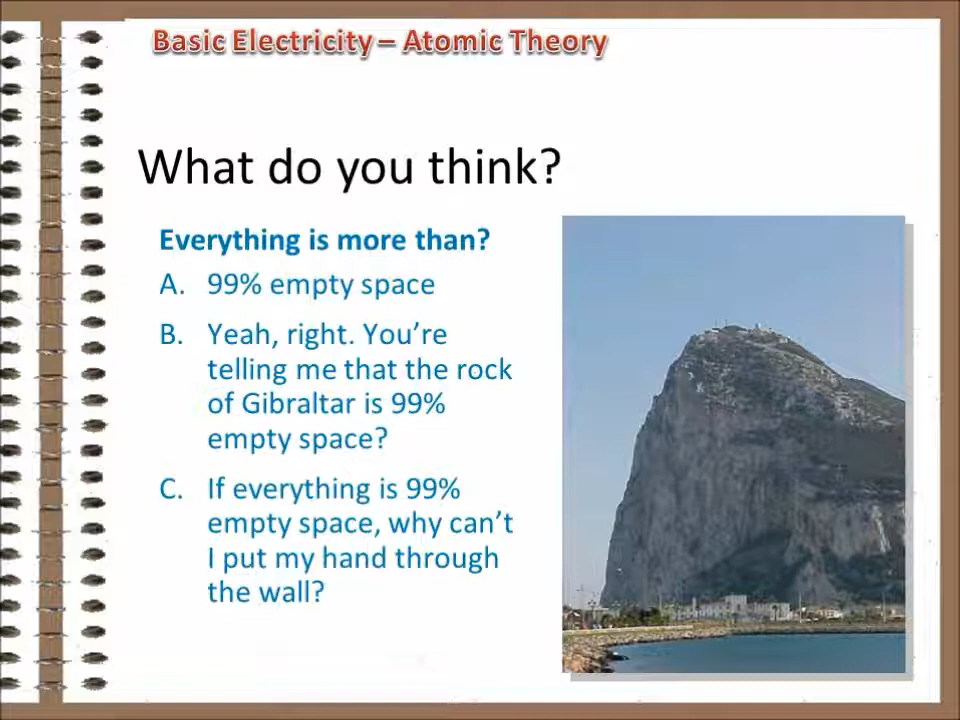 Basic Electricity – Atomic Theory
What do you think?
Everything is more than?
A. 99% empty space
B. Yeah, right. You’re
telling me that the rock
of Gibraltar is 99%
empty space?
C. If everything is 99%
empty space, why can’t
I put my hand through
the wall?